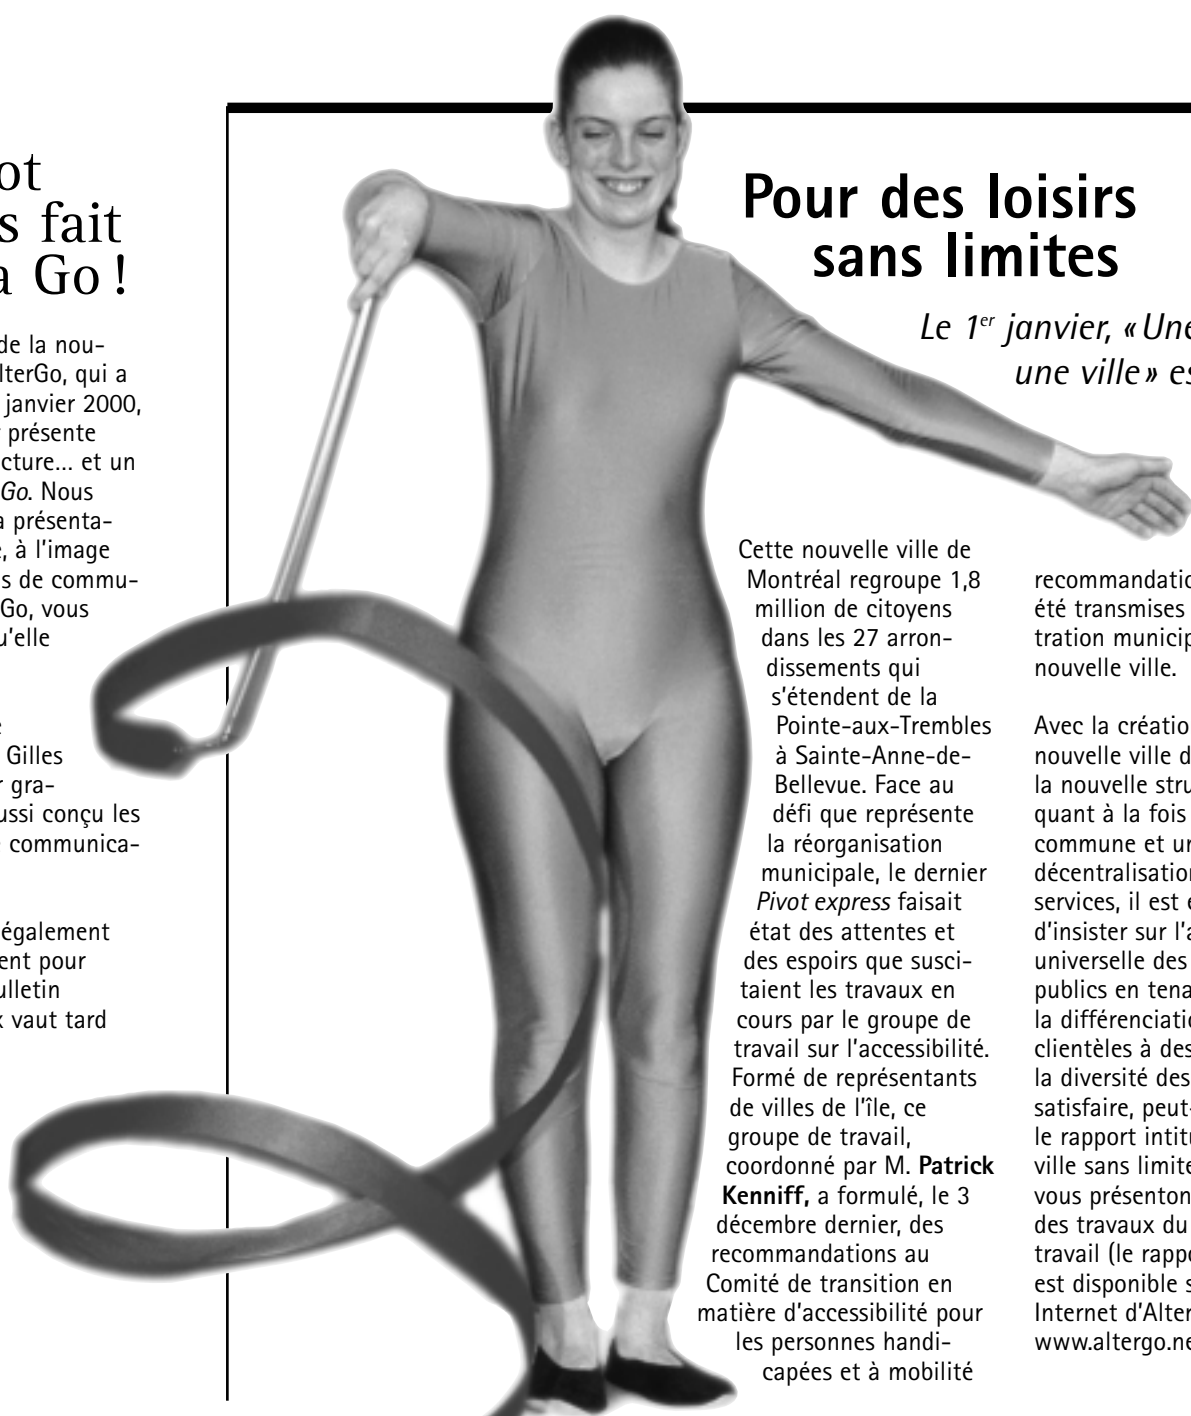 ot
s fait
a Go !
de la nou-
lterGo, qui a
janvier 2000,
présente
cture... et un
Go. Nous
a présenta-
e, à l'image
s de commu-
Go, vous
u'elle
e
Gilles
r gra-
ussi conçu les
communica-
également
ent pour
ulletin
x vaut tard
Pour des loisirs
sans limites
Le 1er janvier, « Une
une ville » es
Cette nouvelle ville de
Montréal regroupe 1,8
million de citoyens
dans les 27 arron-
dissements qui
s'étendent de la
Pointe-aux-Trembles
à Sainte-Anne-de-
Bellevue. Face au
défi que représente
la réorganisation
municipale, le dernier
Pivot express faisait
état des attentes et
des espoirs que susci-
taient les travaux en
cours par le groupe de
travail sur l'accessibilité.
Formé de représentants
de villes de l'île, ce
groupe de travail,
coordonné par M. Patrick
Kenniff, a formulé, le 3
décembre dernier, des
recommandations au
Comité de transition en
matière d'accessibilité pour
les personnes handi-
capées et à mobilité
recommandatio
été transmises
tration municip
nouvelle ville.
Avec la créatio
nouvelle ville d
la nouvelle stru
quant à la fois
commune et un
décentralisation
services, il est e
d'insister sur l'a
universelle des
publics en tena
la différenciatio
clientèles à des
la diversité des
satisfaire, peut-
le rapport intit
ville sans limite
vous présenton
des travaux du
travail (le rappo
est disponible s
Internet d'Alter
www.altergo.ne